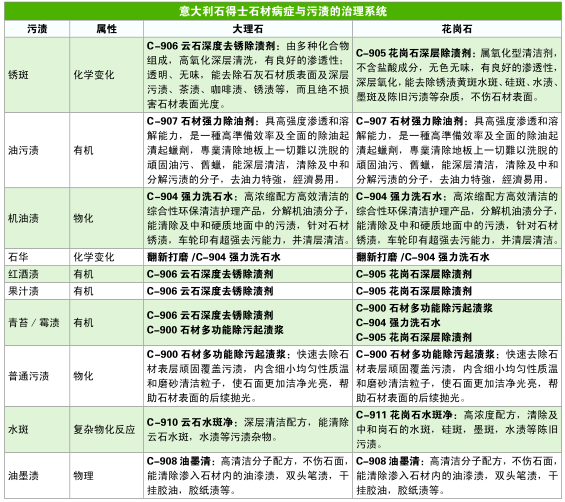 意大利石得士石材病症与污渍的治理系统
污渍 属性 大理石 花岗石
锈斑 化学变化
C-906 云石深度去锈除渍剂：由多种化合物
组成，高氧化深层清洗，有良好的渗透性；
透明、无味，能去除石灰石材质表面及深层
污渍、茶渍、咖啡渍、锈渍等，而且绝不损
害石材表面光度。
C-905 花岗石深层除渍剂：属氧化型清洁剂，
不含盐酸成分，无色无味，有良好的渗透性，
深层氧化，能去除锈渍黄斑水斑、硅斑、水渍、
墨斑及陈旧污渍等杂质，不伤石材表面。
油污渍 有机
C-907 石材强力除油剂：具高强度渗透和溶
解能力，是一種高準備效率及全面的除油起
漬起蠟劑，專業清除地板上一切難以洗脫的
頑固油污、舊蠟，能深层清洁，清除及中和
分解污渍的分子，去油力特強，經濟易用。
C-907 石材强力除油剂：具高强度渗透和溶
解能力，是一種高準備效率及全面的除油起
漬起蠟劑，專業清除地板上一切難以洗脫的
頑固油污、舊蠟，能深层清洁，清除及中和
分解污渍的分子，去油力特強，經濟易用。
机油渍 物化
C-904 强力洗石水：高浓缩配方高效清洁的
综合性环保清洁护理产品，分解机油渍分子，
能清除及中和硬质地面中的污渍，针对石材
锈渍，车轮印有超强去污能力，并清层清洁。
C-904 强力洗石水：高浓缩配方高效清洁的
综合性环保清洁护理产品，分解机油渍分子，
能清除及中和硬质地面中的污渍，针对石材
锈渍，车轮印有超强去污能力，并清层清洁。
石华 化学变化 翻新打磨 /C-904 强力洗石水 翻新打磨 /C-904 强力洗石水
红酒渍 有机 C-906 云石深度去锈除渍剂 C-905 花岗石深层除渍剂
果汁渍 有机 C-906 云石深度去锈除渍剂 C-905 花岗石深层除渍剂
青苔／霉渍 有机
C-906 云石深度去锈除渍剂
C-900 石材多功能除污起渍浆
C-900 石材多功能除污起渍浆
C-904 强力洗石水
C-905 花岗石深层除渍剂
普通污渍 物化
C-900 石材多功能除污起渍浆：快速去除石
材表层顽固覆盖污渍，内含细小均匀性质温
和磨砂清洁粒子，使石面更加洁净光亮，帮
助石材表面的后续抛光。
C-900 石材多功能除污起渍浆：快速去除石
材表层顽固覆盖污渍，内含细小均匀性质温
和磨砂清洁粒子，使石面更加洁净光亮，帮
助石材表面的后续抛光。
水斑 复杂物化反应
C-910 云石水斑净：深层清洁配方，能清除
云石水斑，水渍等污渍杂物。
C-911 花岗石水斑净：高浓度配方，清除及
中和岗石的水斑，硅斑，墨斑，水渍等陈旧
污渍。
油墨渍 物理
C-908 油墨清：高清洁分子配方，不伤石面，
能清除渗入石材内的油漆渍，双头笔渍，干
挂胶油，胶纸渍等。
C-908 油墨清：高清洁分子配方，不伤石面，
能清除渗入石材内的油漆渍，双头笔渍，干
挂胶油，胶纸渍等。